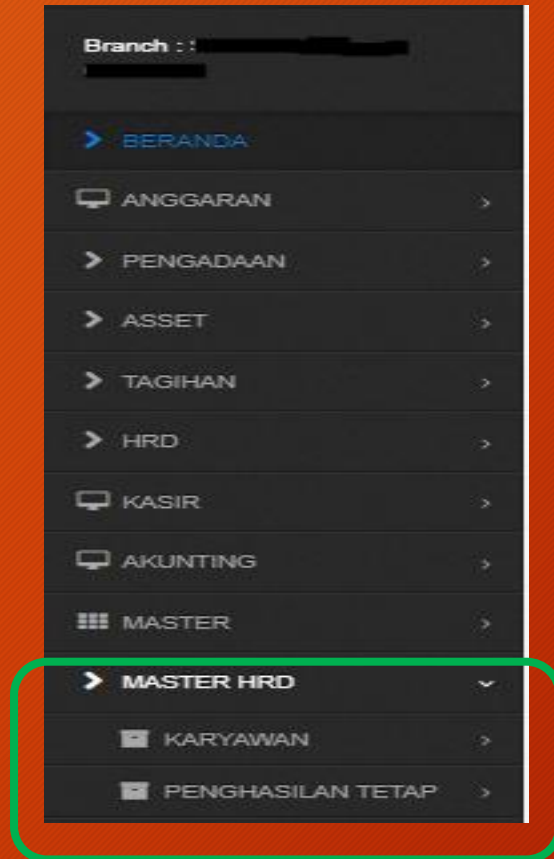 Branch : :
BERANDA
ANGGARAN
PENGADAAN
ASSET
TAGIHAN
HRD
KASIR
AKUNTING
MASTER
MASTER HRD
KARYAWAN
PENGHASILAN TETAP